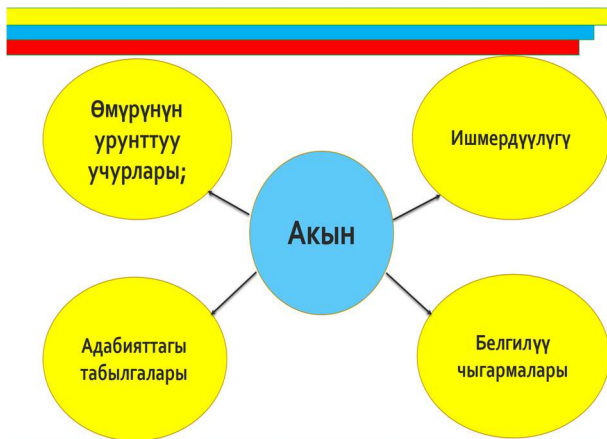 Өмүрүнүн
урунттуу
учурлары;
Ишмердүүлүгү
Акын
Адабияттагы
табылгалары
Белгилүү
чыгармалары